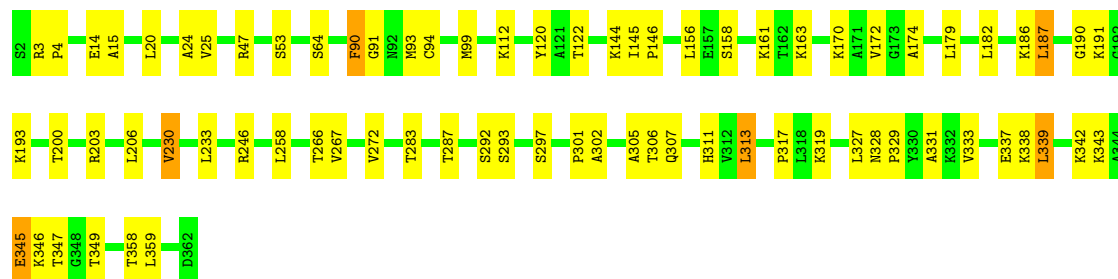 S2 R3 P4 E14 A15 L20 A24 V25 R47 S53 S64 F90 G91 N92 M93 C94 M99 K112 Y120 A121 T122 K144 I145 P146 L156 E157 S158 K161 T162 K163 K170 A171 V172 G173 A174 L179 L182 K186 L187 G190 K191 G192
K193 T200 R203 L206 V230 L233 R246 L258 T266 V267 V272 T283 T287 S292 S293 S297 P301 A302 A305 T306 Q307 H311 V312 L313 P317 L318 K319 L327 N328 P329 Y330 A331 K332 V333 E337 K338 L339 K342 K343 A344
E345 K346 T347 G348 T349 T358 L359 D362